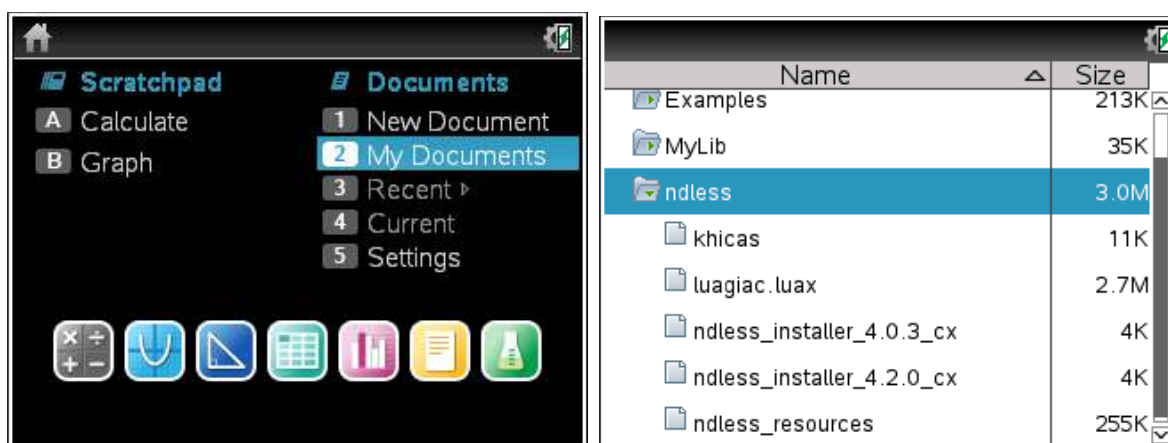 Scratchpad
A Calculate
B Graph
Documents
1 New Document
2 My Documents
3 Recent
4 Current
5 Settings
Name Size
Examples 213K
MyLib 35K
ndless 3.0M
khicas 11K
luagiac.luax 2.7M
ndless_installer_4.0.3_cx 4K
ndless_installer_4.2.0_cx 4K
ndless_resources 255K